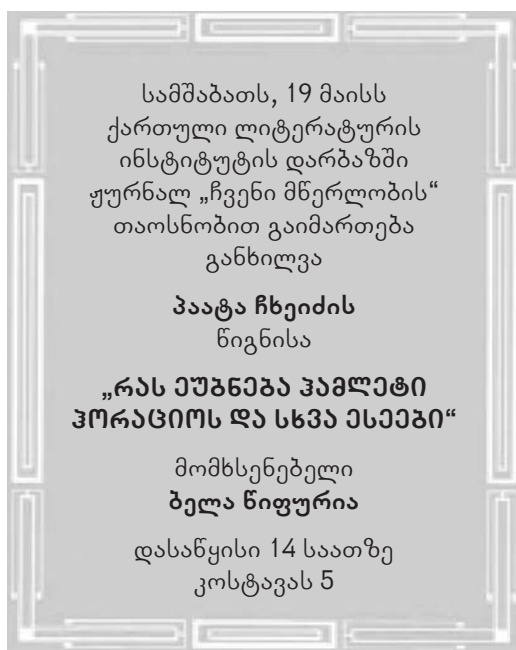 სამშაბათს, 19 მაისს
ქართული ლიტერატურის
ინსტიტუტის დარბაზში
ჟურნალ „ჩვენი მწერლობის“
თაოსნობით გაიმართება
განხილვა
პაატა ჩხეიძის
წიგნისა
„რას ეუბნება ჰამლეტი
ჰორაციოს და სხვა ესეები“
მომხსენებელი
ბელა წიფურია
დასაწყისი 14 საათზე
კოსტავას 5